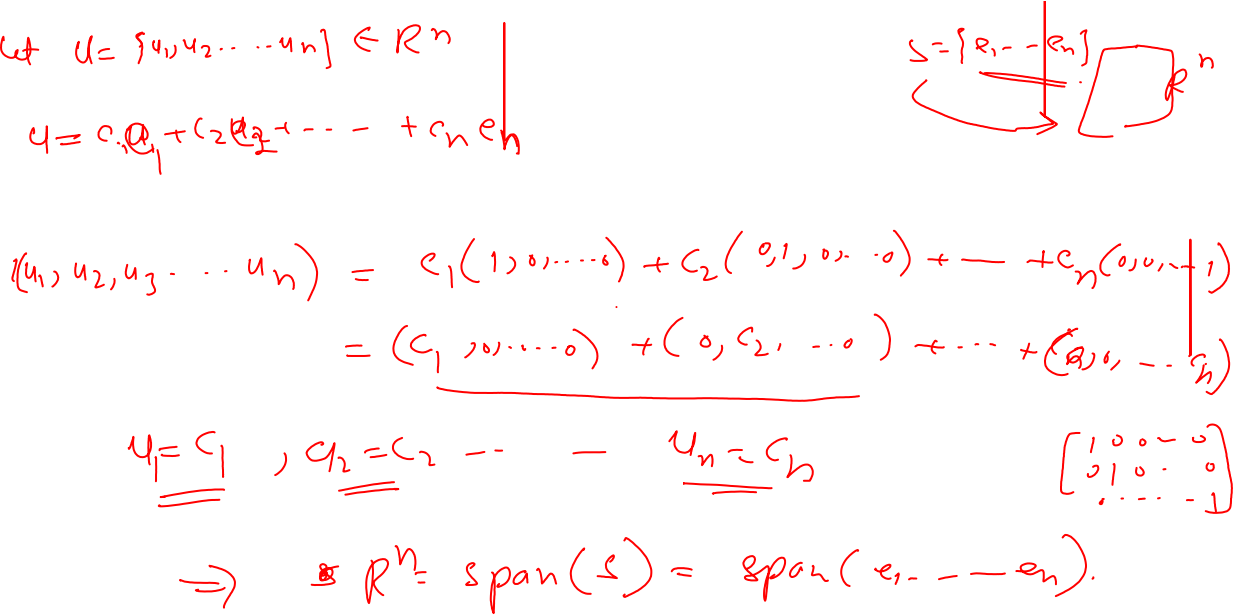 Let u = {u1, u2 .... un} ∈ R^n
S = {e1 -- en} R^n
u = c1e1 + c2e2 + --- + cn en
(u1, u2, u3 ... un) = c1(1, 0, ....0) + c2(0, 1, 0, ..0) + — + cn(0, 0, -- 1)
= (c1, 0, .....0) + (0, c2, ...0) + ... + (0, 0, --- cn)
u1 = c1, u2 = c2 -- - un = cn
[1 0 0 - 0
0 1 0 - 0
. --- - 1]
⇒ R^n = span(S) = span(e1 --- en).